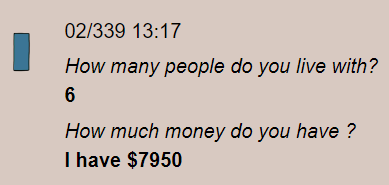 02/339 13:17
How many people do you live with?
6
How much money do you have ?
I have $7950